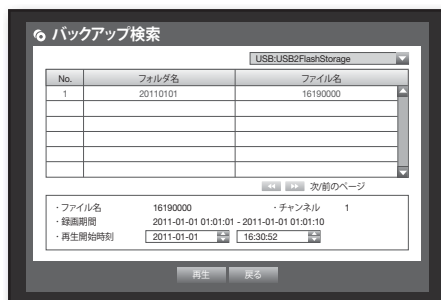 バックアップ検索
USB:USB2FlashStorage
No. フォルダ名 ファイル名
1 20110101 16190000
次/前のページ
・ファイル名 16190000 ・チャンネル 1
・録画期間 2011-01-01 01:01:01 - 2011-01-01 01:01:10
・再生開始時刻 2011-01-01 16:30:52
再生 戻る